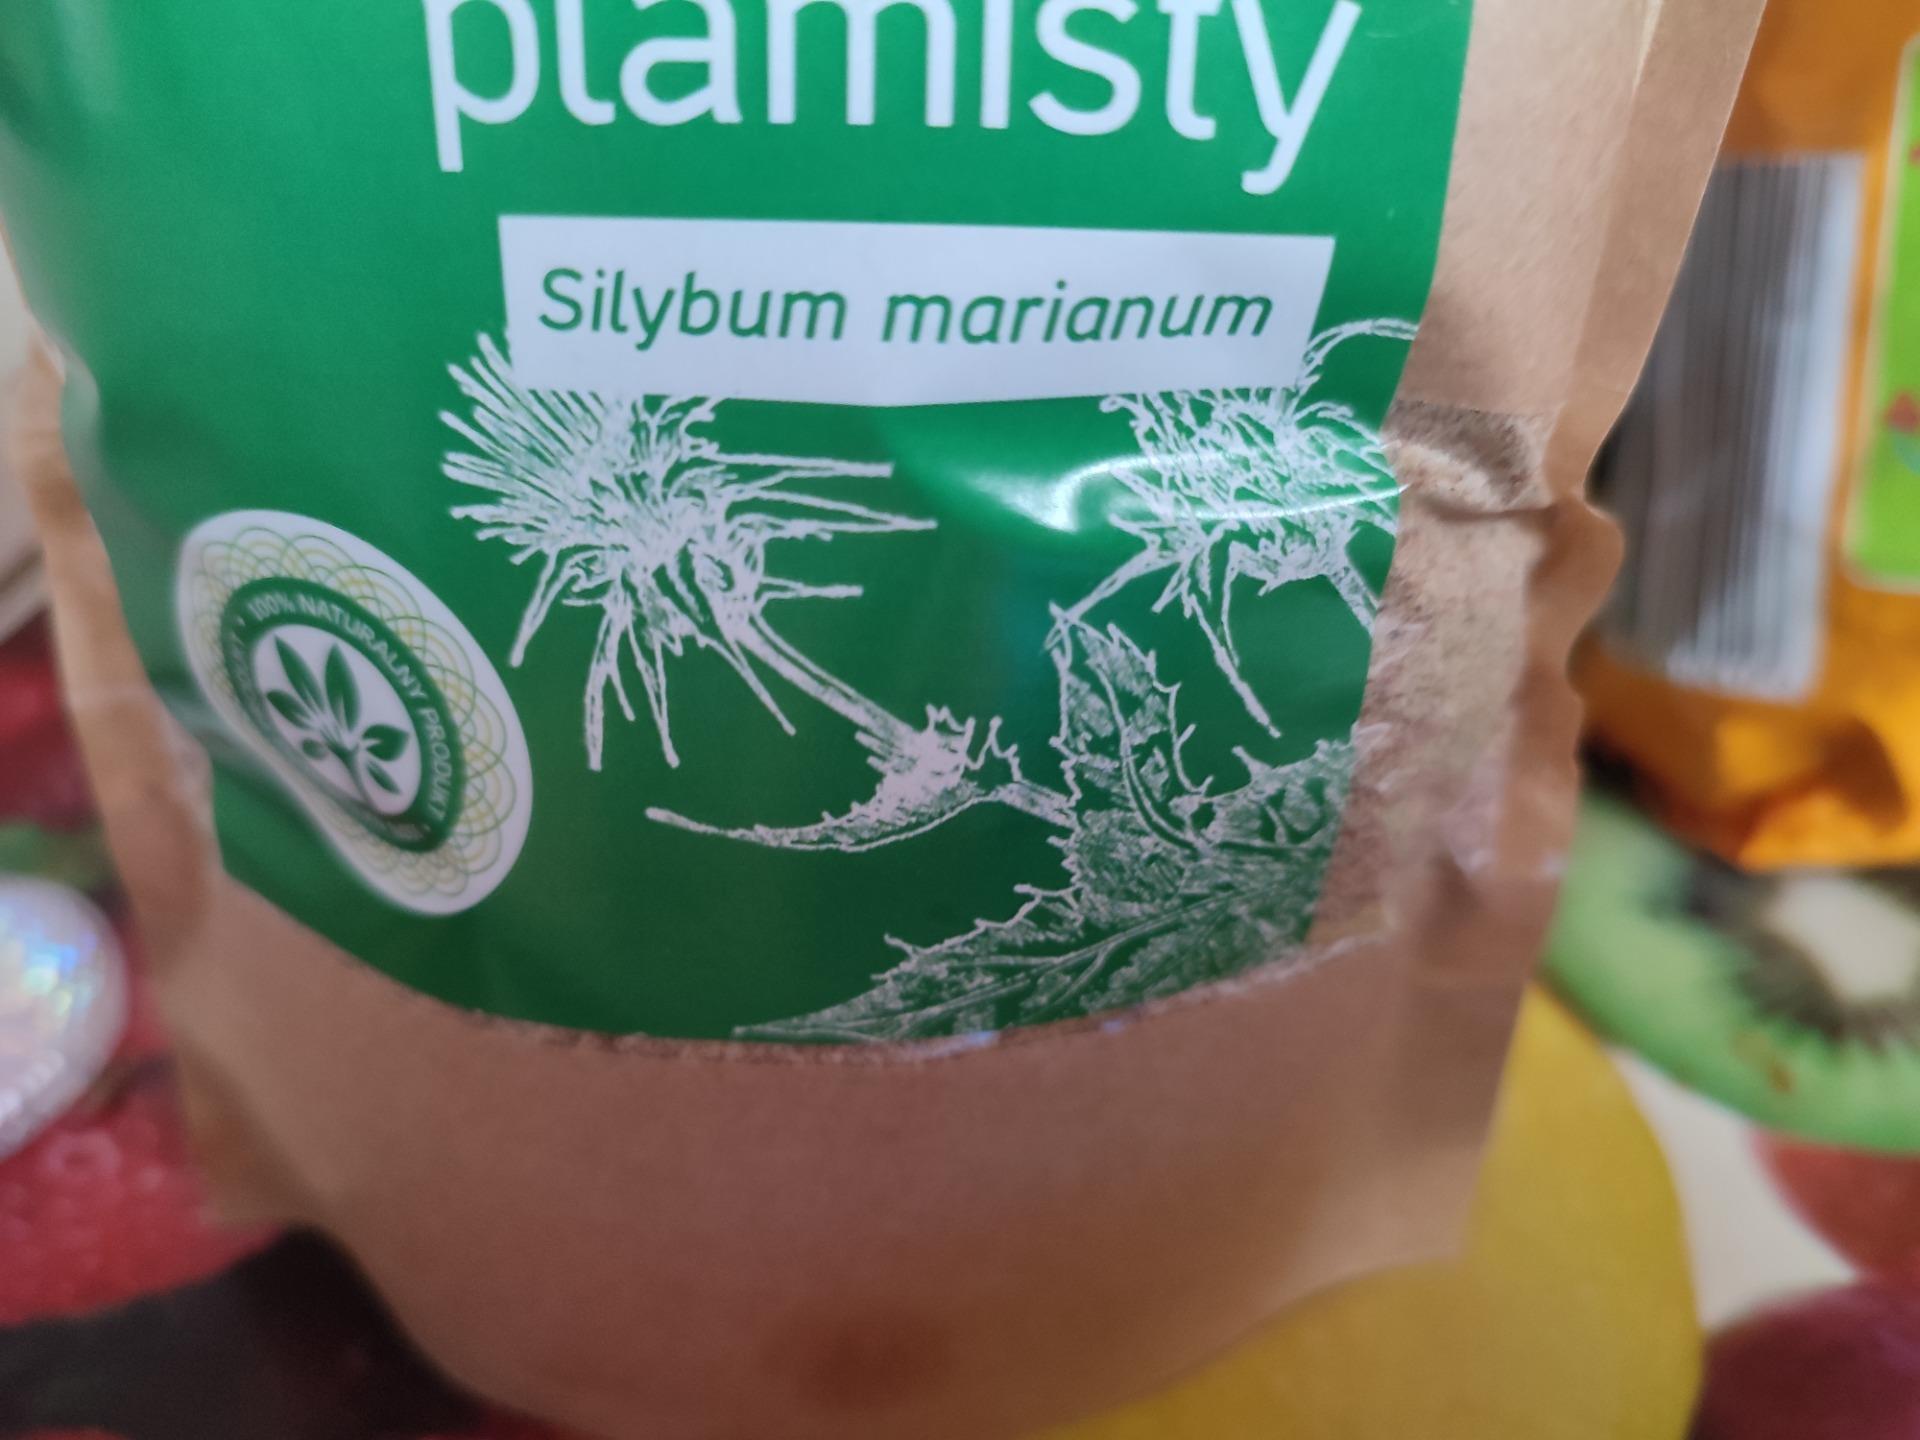 plamisty
Silybum marianum
100% NATURALNY PRODUKT